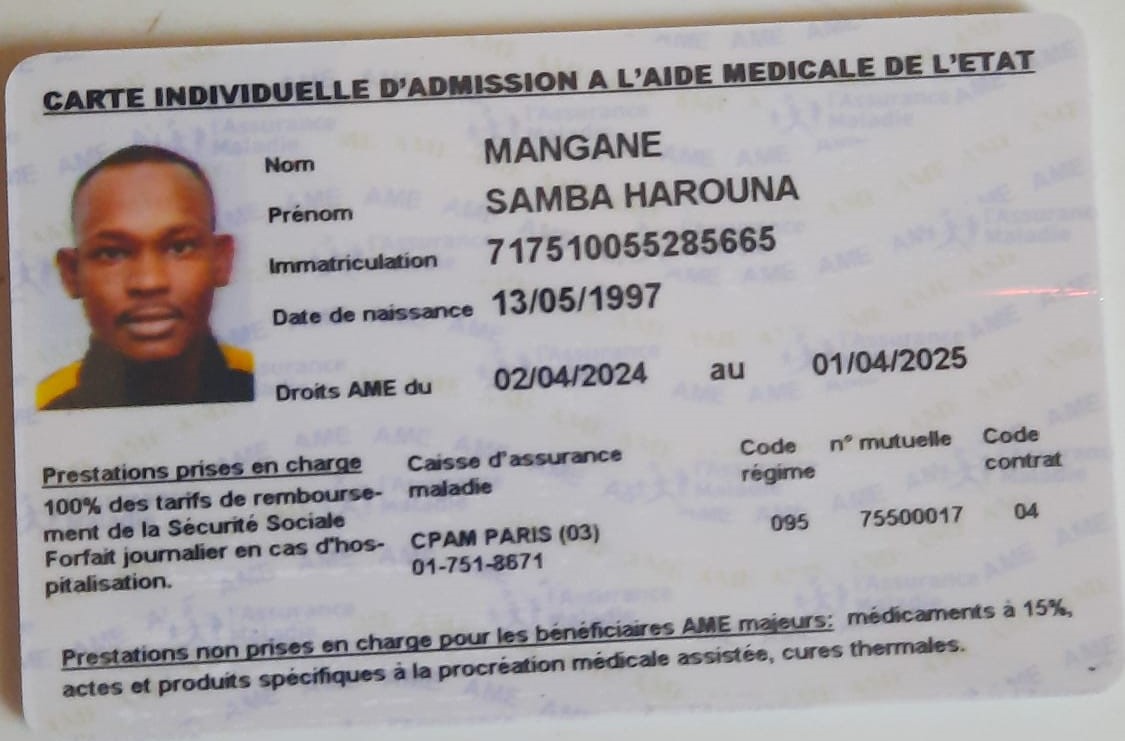 CARTE INDIVIDUELLE D'ADMISSION A L'AIDE MEDICALE DE L'ETAT
Nom MANGANE
Prénom SAMBA HAROUNA
Immatriculation 717510055285665
Date de naissance 13/05/1997
Droits AME du 02/04/2024 au 01/04/2025
Prestations prises en charge
100% des tarifs de rembourse-
ment de la Sécurité Sociale
Forfait journalier en cas d'hos-
pitalisation.
Caisse d'assurance
maladie
CPAM PARIS (03)
01-751-8671
Code
régime
095
n° mutuelle
75500017
Code
contrat
04
Prestations non prises en charge pour les bénéficiaires AME majeurs: médicaments à 15%,
actes et produits spécifiques à la procréation médicale assistée, cures thermales.